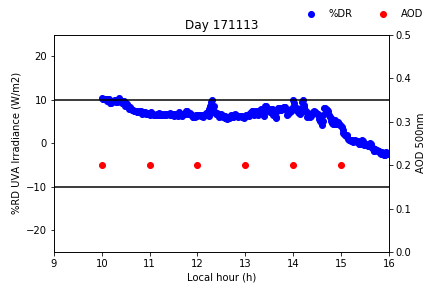 %DR AOD
Day 171113
%RD UVA Irradiance (W/m2)
20
10
0
−10
−20
0.5
0.4
0.3
0.2
0.1
0.0
AOD 500nm
9 10 11 12 13 14 15 16
Local hour (h)